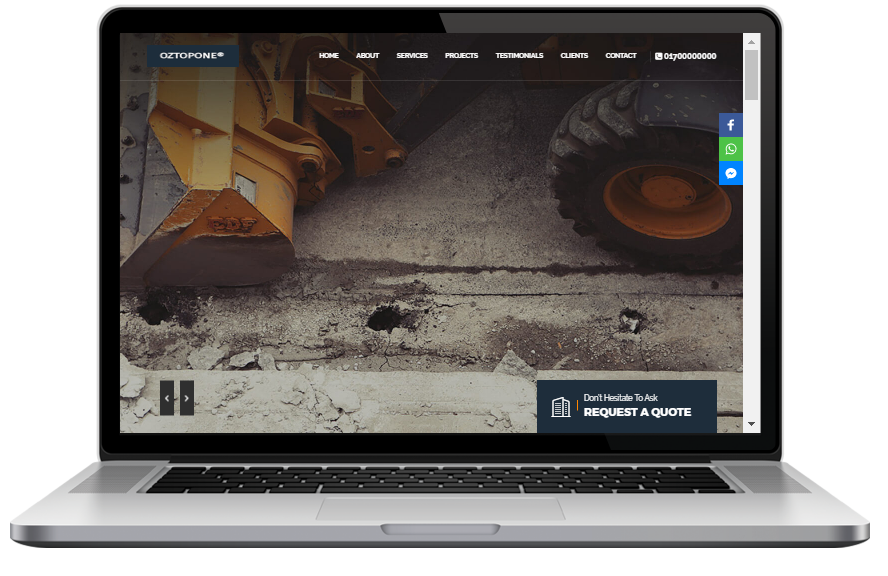 OZTOPONE®
HOME ABOUT SERVICES PROJECTS TESTIMONIALS CLIENTS CONTACT 01700000000
Don't Hesitate To Ask
REQUEST A QUOTE